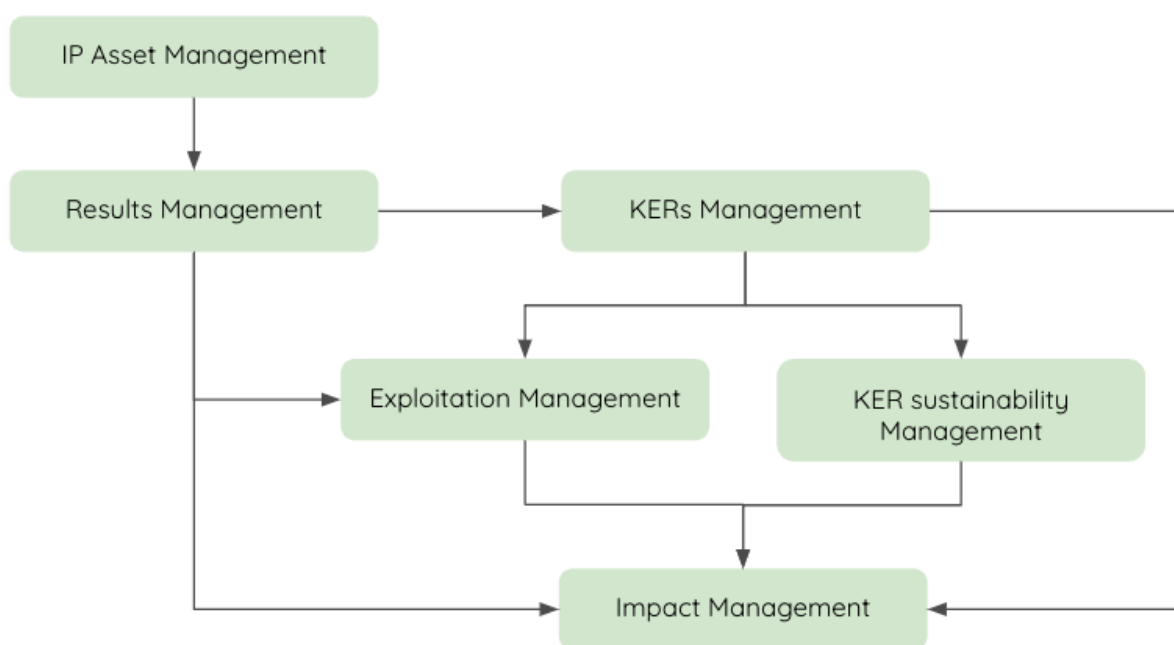 IP Asset Management
Results Management
KERs Management
Exploitation Management
KER sustainability
Management
Impact Management